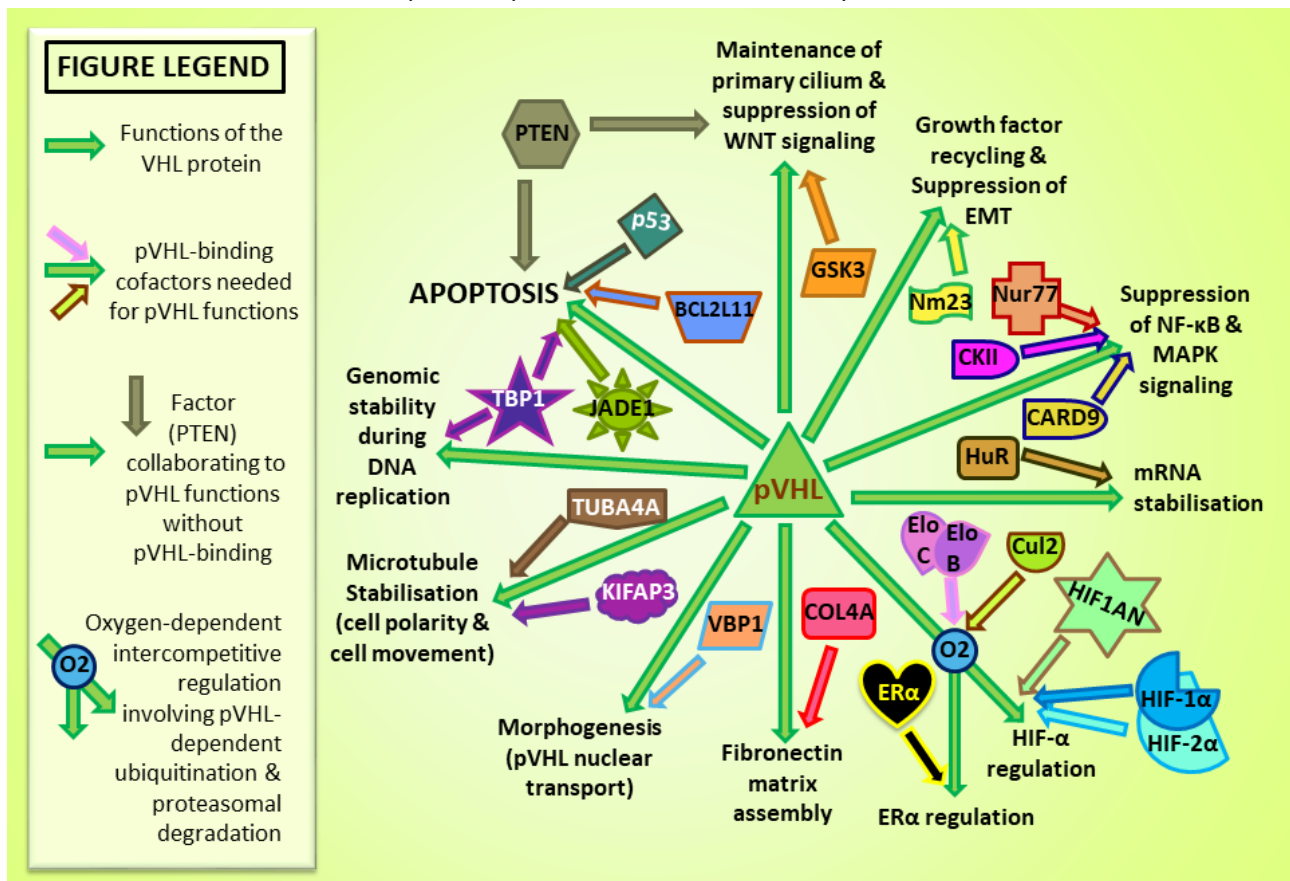 FIGURE LEGEND
Functions of the
VHL protein
pVHL-binding
cofactors needed
for pVHL functions
Factor
(PTEN)
collaborating to
pVHL functions
without
pVHL-binding
Oxygen-dependent
intercompetitive
regulation
involving pVHL-
dependent
ubiquitination &
proteasomal
degradation
O2
Maintenance of
primary cilium &
suppression of
WNT signaling
PTEN
Growth factor
recycling &
Suppression of
EMT
p53
GSK3
APOPTOSIS
BCL2L11
Nm23
Nur77
Suppression
of NF-κB &
MAPK
signaling
CKII
CARD9
Genomic
stability
during
DNA
replication
TBP1
JADE1
HuR
mRNA
stabilisation
pVHL
TUBA4A
Elo
C
Elo
B
Cul2
Microtubule
Stabilisation
(cell polarity &
cell movement)
KIFAP3
VBP1
COL4A
HIF1AN
O2
ERα
HIF-1α
HIF-2α
Morphogenesis
(pVHL nuclear
transport)
Fibronectin
matrix
assembly
HIF-α
regulation
ERα regulation